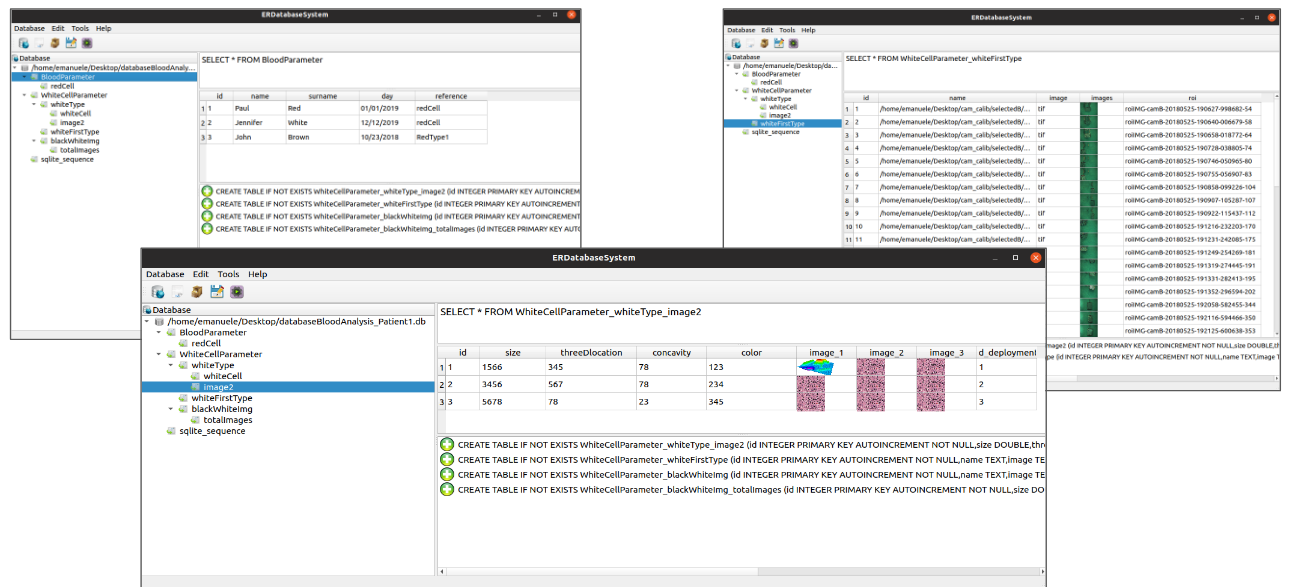 ERDatabaseSystem
Database Edit Tools Help
Database
/home/emanuele/Desktop/databaseBloodAnaly...
BloodParameter
redCell
WhiteCellParameter
whiteType
whiteCell
image2
whiteFirstType
blackWhiteImg
totalImages
sqlite_sequence
SELECT * FROM BloodParameter
id name surname day reference
1 1 Paul Red 01/01/2019 redCell
2 2 Jennifer White 12/12/2019 redCell
3 3 John Brown 10/23/2018 RedType1
CREATE TABLE IF NOT EXISTS WhiteCellParameter_whiteType_image2 (id INTEGER PRIMARY KEY AUTOINCREM
CREATE TABLE IF NOT EXISTS WhiteCellParameter_whiteFirstType (id INTEGER PRIMARY KEY AUTOINCREMENT
CREATE TABLE IF NOT EXISTS WhiteCellParameter_blackWhiteImg (id INTEGER PRIMARY KEY AUTOINCREMENT
CREATE TABLE IF NOT EXISTS WhiteCellParameter_blackWhiteImg_totalImages (id INTEGER PRIMARY KEY AUTO
ERDatabaseSystem
Database Edit Tools Help
Database
/home/emanuele/Desktop/da...
BloodParameter
redCell
WhiteCellParameter
whiteType
whiteCell
image2
whiteFirstType
sqlite_sequence
SELECT * FROM WhiteCellParameter_whiteFirstType
id name image images roi
1 1 /home/emanuele/Desktop/cam_calib/selectedB/... tif roiIMG-camB-20180525-190627-998682-54
2 2 /home/emanuele/Desktop/cam_calib/selectedB/... tif roiIMG-camB-20180525-190640-006679-58
3 3 /home/emanuele/Desktop/cam_calib/selectedB/... tif roiIMG-camB-20180525-190658-018772-64
4 4 /home/emanuele/Desktop/cam_calib/selectedB/... tif roiIMG-camB-20180525-190728-038805-74
5 5 /home/emanuele/Desktop/cam_calib/selectedB/... tif roiIMG-camB-20180525-190746-050965-80
6 6 /home/emanuele/Desktop/cam_calib/selectedB/... tif roiIMG-camB-20180525-190755-056907-83
7 7 /home/emanuele/Desktop/cam_calib/selectedB/... tif roiIMG-camB-20180525-190858-099226-104
8 8 /home/emanuele/Desktop/cam_calib/selectedB/... tif roiIMG-camB-20180525-190907-105287-107
9 9 /home/emanuele/Desktop/cam_calib/selectedB/... tif roiIMG-camB-20180525-190922-115437-112
10 10 /home/emanuele/Desktop/cam_calib/selectedB/... tif roiIMG-camB-20180525-191216-232203-170
11 11 /home/emanuele/Desktop/cam_calib/selectedB/... tif roiIMG-camB-20180525-191231-242085-175
roiIMG-camB-20180525-191249-254269-181
roiIMG-camB-20180525-191319-274445-191
roiIMG-camB-20180525-191331-282413-195
roiIMG-camB-20180525-191352-296594-202
roiIMG-camB-20180525-192058-582455-344
roiIMG-camB-20180525-192116-594466-350
roiIMG-camB-20180525-192125-600638-353
mage2 (id INTEGER PRIMARY KEY AUTOINCREMENT NOT NULL,size DOUBLE,th
pe (id INTEGER PRIMARY KEY AUTOINCREMENT NOT NULL,name TEXT,image T
ERDatabaseSystem
Database Edit Tools Help
Database
/home/emanuele/Desktop/databaseBloodAnalysis_Patient1.db
BloodParameter
redCell
WhiteCellParameter
whiteType
whiteCell
image2
whiteFirstType
blackWhiteImg
totalImages
sqlite_sequence
SELECT * FROM WhiteCellParameter_whiteType_image2
id size threeDlocation concavity color image_1 image_2 image_3 d_deploymentI
1 1 1566 345 78 123 1
2 2 3456 567 78 234 2
3 3 5678 78 23 345 3
CREATE TABLE IF NOT EXISTS WhiteCellParameter_whiteType_image2 (id INTEGER PRIMARY KEY AUTOINCREMENT NOT NULL,size DOUBLE,thre
CREATE TABLE IF NOT EXISTS WhiteCellParameter_whiteFirstType (id INTEGER PRIMARY KEY AUTOINCREMENT NOT NULL,name TEXT,image TE
CREATE TABLE IF NOT EXISTS WhiteCellParameter_blackWhiteImg (id INTEGER PRIMARY KEY AUTOINCREMENT NOT NULL,name TEXT,image TE
CREATE TABLE IF NOT EXISTS WhiteCellParameter_blackWhiteImg_totalImages (id INTEGER PRIMARY KEY AUTOINCREMENT NOT NULL,size DO